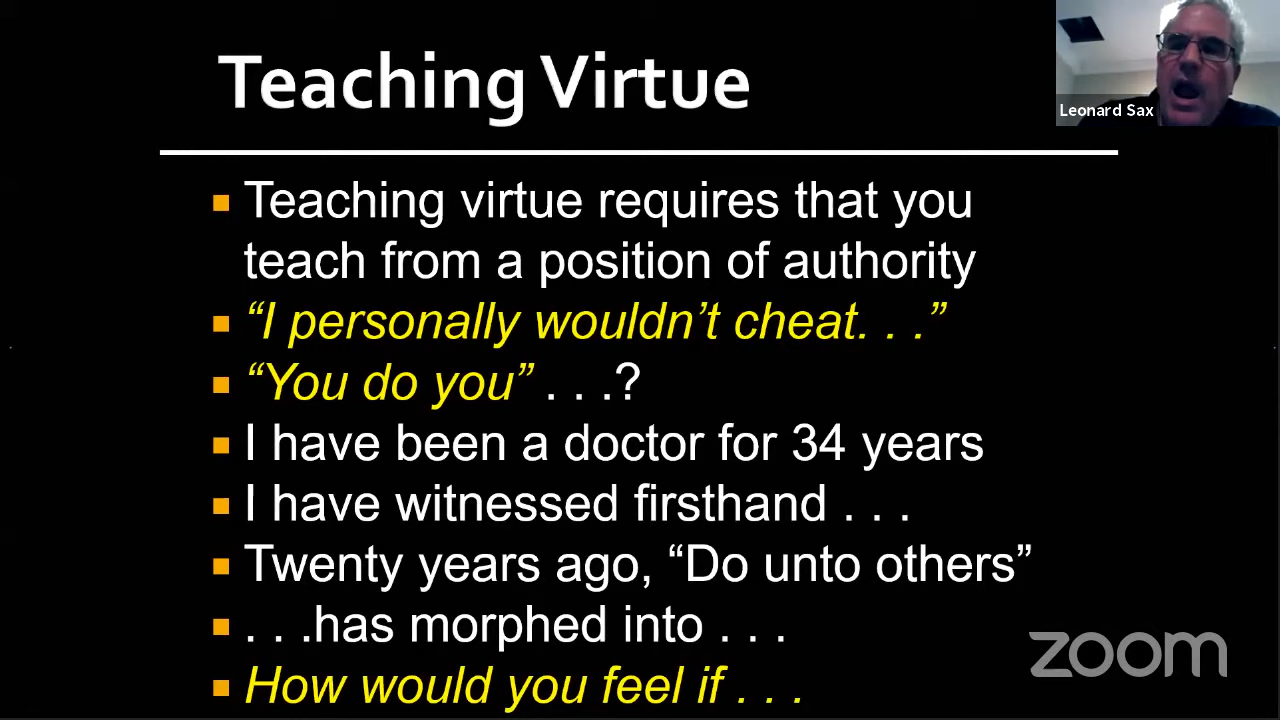 Teaching Virtue
Leonard Sax
Teaching virtue requires that you
teach from a position of authority
“I personally wouldn’t cheat. . .”
“You do you” . . .?
I have been a doctor for 34 years
I have witnessed firsthand . . .
Twenty years ago, “Do unto others”
. . .has morphed into . . .
How would you feel if . . .
zoom